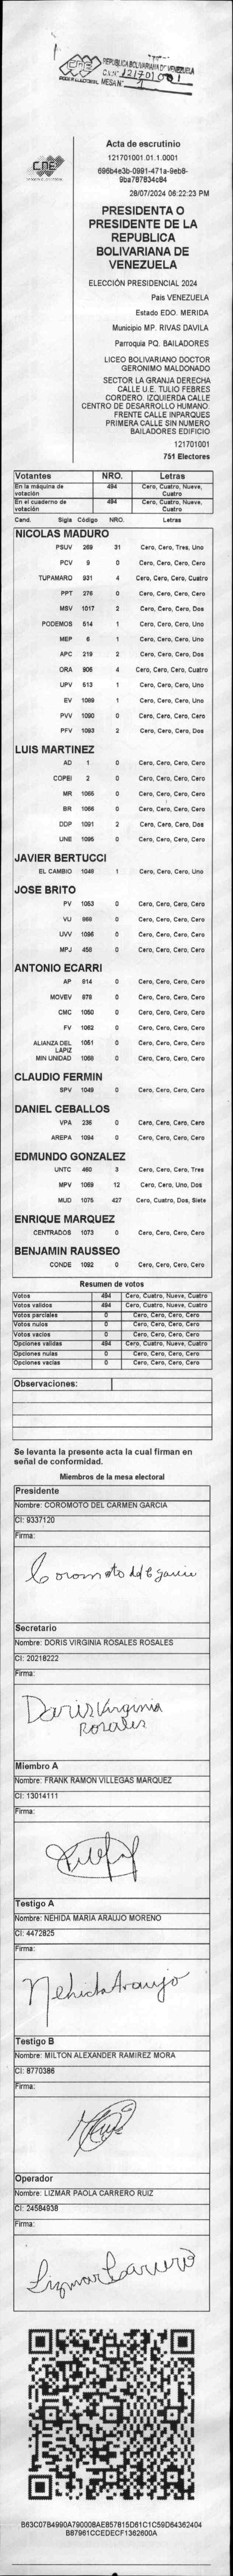 REPUBLICA BOLIVARIANA DE VENEZUELA
C.V.N° 121701001
PODER ELECTORAL MESA N° 1
CNE
Acta de escrutinio
121701001.01.1.0001
696b4e3b-0991-471a-9eb8-
9ba787834c84
28/07/2024 06:22:23 PM
PRESIDENTA O
PRESIDENTE DE LA
REPUBLICA
BOLIVARIANA DE
VENEZUELA
ELECCIÓN PRESIDENCIAL 2024
Pais VENEZUELA
Estado EDO. MERIDA
Municipio MP. RIVAS DAVILA
Parroquia PQ. BAILADORES
LICEO BOLIVARIANO DOCTOR
GERONIMO MALDONADO
SECTOR LA GRANJA DERECHA
CALLE U.E. TULIO FEBRES
CORDERO. IZQUIERDA CALLE
CENTRO DE DESARROLLO HUMANO.
FRENTE CALLE INPARQUES
PRIMERA CALLE SIN NUMERO
BAILADORES EDIFICIO
121701001
751 Electores
Votantes NRO. Letras
En la máquina de votación 494 Cero, Cuatro, Nueve, Cuatro
En el cuaderno de votación 494 Cero, Cuatro, Nueve, Cuatro
Cand. Sigla Código NRO. Letras
NICOLAS MADURO
PSUV 269 31 Cero, Cero, Tres, Uno
PCV 9 0 Cero, Cero, Cero, Cero
TUPAMARO 931 4 Cero, Cero, Cero, Cuatro
PPT 276 0 Cero, Cero, Cero, Cero
MSV 1017 2 Cero, Cero, Cero, Dos
PODEMOS 514 1 Cero, Cero, Cero, Uno
MEP 6 1 Cero, Cero, Cero, Uno
APC 219 2 Cero, Cero, Cero, Dos
ORA 906 4 Cero, Cero, Cero, Cuatro
UPV 513 1 Cero, Cero, Cero, Uno
EV 1089 1 Cero, Cero, Cero, Uno
PVV 1090 0 Cero, Cero, Cero, Cero
PFV 1093 2 Cero, Cero, Cero, Dos
LUIS MARTINEZ
AD 1 0 Cero, Cero, Cero, Cero
COPEI 2 0 Cero, Cero, Cero, Cero
MR 1065 0 Cero, Cero, Cero, Cero
BR 1066 0 Cero, Cero, Cero, Cero
DDP 1091 2 Cero, Cero, Cero, Dos
UNE 1095 0 Cero, Cero, Cero, Cero
JAVIER BERTUCCI
EL CAMBIO 1048 1 Cero, Cero, Cero, Uno
JOSE BRITO
PV 1053 0 Cero, Cero, Cero, Cero
VU 868 0 Cero, Cero, Cero, Cero
UVV 1096 0 Cero, Cero, Cero, Cero
MPJ 458 0 Cero, Cero, Cero, Cero
ANTONIO ECARRI
AP 814 0 Cero, Cero, Cero, Cero
MOVEV 878 0 Cero, Cero, Cero, Cero
CMC 1050 0 Cero, Cero, Cero, Cero
FV 1062 0 Cero, Cero, Cero, Cero
ALIANZA DEL LAPIZ 1051 0 Cero, Cero, Cero, Cero
MIN UNIDAD 1058 0 Cero, Cero, Cero, Cero
CLAUDIO FERMIN
SPV 1049 0 Cero, Cero, Cero, Cero
DANIEL CEBALLOS
VPA 236 0 Cero, Cero, Cero, Cero
AREPA 1094 0 Cero, Cero, Cero, Cero
EDMUNDO GONZALEZ
UNTC 460 3 Cero, Cero, Cero, Tres
MPV 1069 12 Cero, Cero, Uno, Dos
MUD 1075 427 Cero, Cuatro, Dos, Siete
ENRIQUE MARQUEZ
CENTRADOS 1073 0 Cero, Cero, Cero, Cero
BENJAMIN RAUSSEO
CONDE 1092 0 Cero, Cero, Cero, Cero
Resumen de votos
Votos 494 Cero, Cuatro, Nueve, Cuatro
Votos validos 494 Cero, Cuatro, Nueve, Cuatro
Votos parciales 0 Cero, Cero, Cero, Cero
Votos nulos 0 Cero, Cero, Cero, Cero
Votos vacios 0 Cero, Cero, Cero, Cero
Opciones validas 494 Cero, Cuatro, Nueve, Cuatro
Opciones nulas 0 Cero, Cero, Cero, Cero
Opciones vacias 0 Cero, Cero, Cero, Cero
Observaciones:
Se levanta la presente acta la cual firman en
señal de conformidad.
Miembros de la mesa electoral
Presidente
Nombre: COROMOTO DEL CARMEN GARCIA
CI: 9337120
Firma:
Coromoto del C garcia
Secretario
Nombre: DORIS VIRGINIA ROSALES ROSALES
CI: 20218222
Firma:
Doris Virginia
Rosales
Miembro A
Nombre: FRANK RAMON VILLEGAS MARQUEZ
CI: 13014111
Firma:
Testigo A
Nombre: NEHIDA MARIA ARAUJO MORENO
CI: 4472825
Firma:
Nehida Araujo
Testigo B
Nombre: MILTON ALEXANDER RAMIREZ MORA
CI: 8770386
Firma:
Operador
Nombre: LIZMAR PAOLA CARRERO RUIZ
CI: 24584938
Firma:
Lizmar Carrero
B63C07B4990A790008AE857815D61C1C59D64362404
B87961CCEDECF1362600A